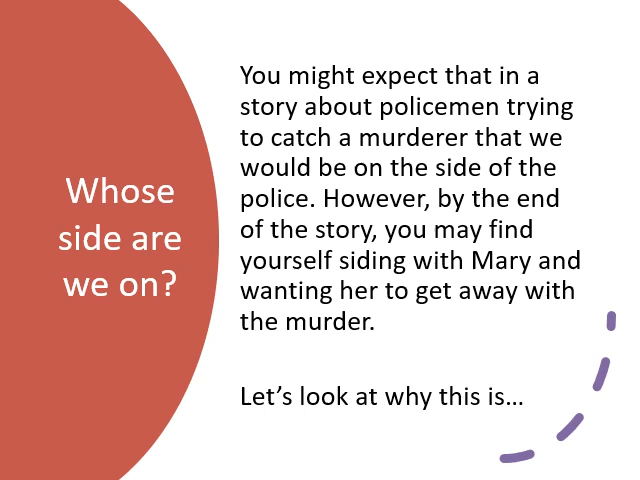 Whose
side are
we on?
You might expect that in a
story about policemen trying
to catch a murderer that we
would be on the side of the
police. However, by the end
of the story, you may find
yourself siding with Mary and
wanting her to get away with
the murder.
Let’s look at why this is…